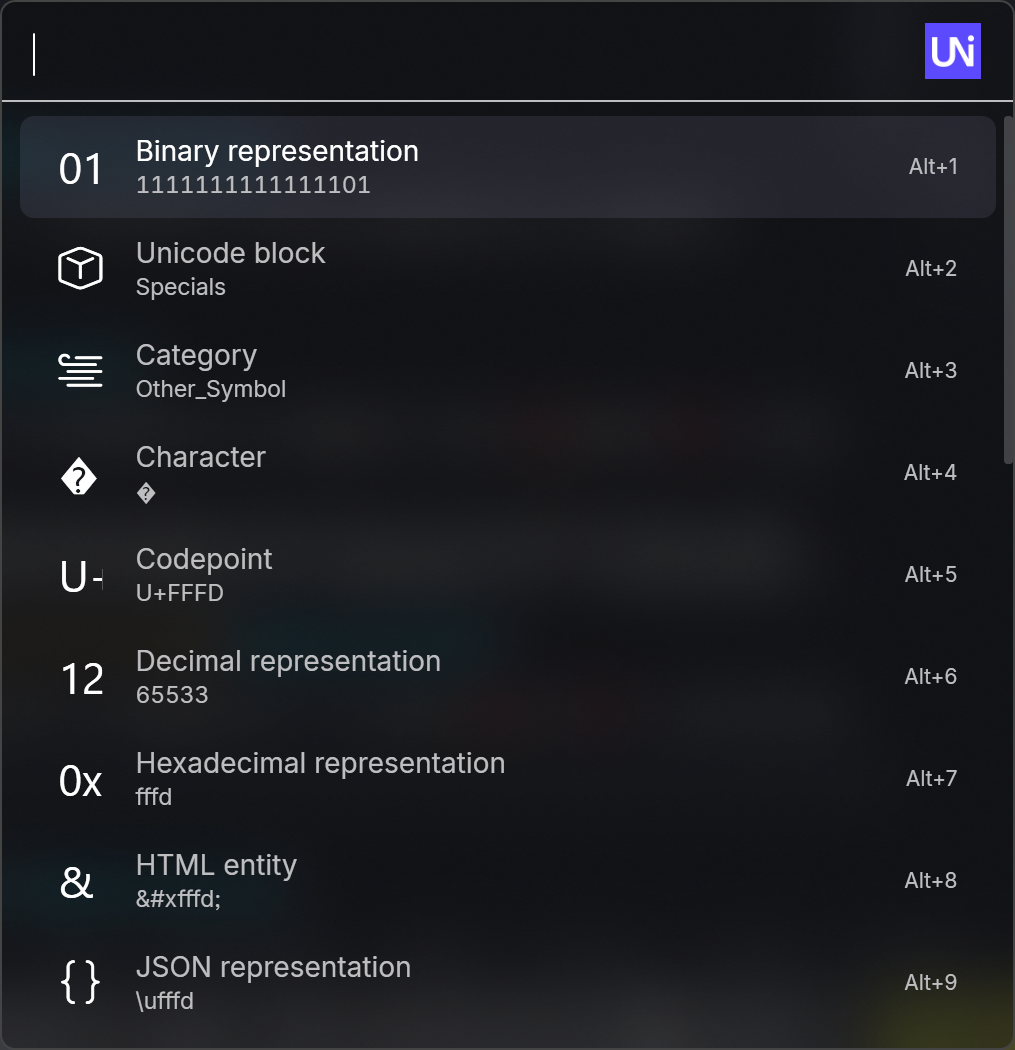 UNi
01
Binary representation
1111111111111101
Alt+1
Unicode block
Specials
Alt+2
Category
Other_Symbol
Alt+3
�
Character
�
Alt+4
U+
Codepoint
U+FFFD
Alt+5
12
Decimal representation
65533
Alt+6
0x
Hexadecimal representation
fffd
Alt+7
&
HTML entity
&#xfffd;
Alt+8
{}
JSON representation
\ufffd
Alt+9